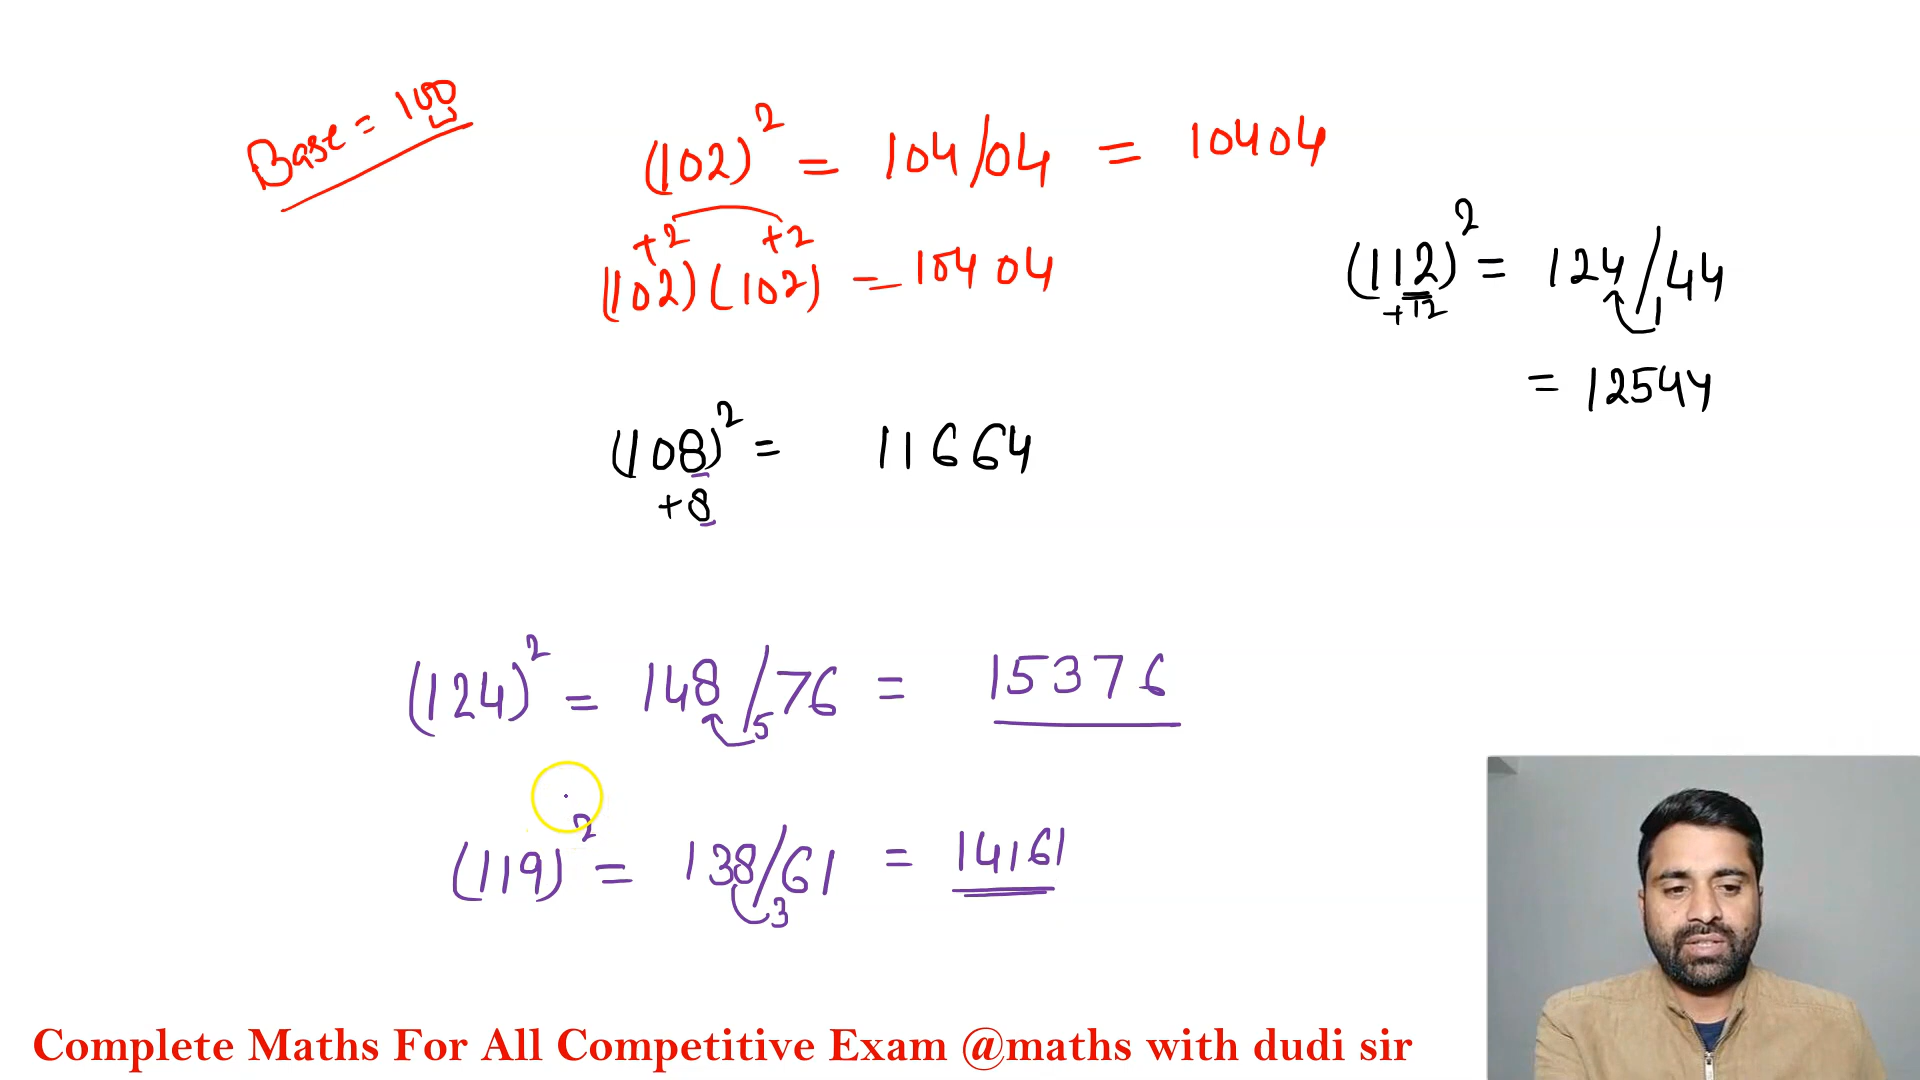 Base = 100
(102)² = 104/04 = 10404
+2 +2
(102)(102) = 10404
(112)² = 124/44
+12 1
= 12544
(108)² = 11664
+8
(124)² = 148/76 = 15376
5
(119)² = 138/61 = 14161
3
Complete Maths For All Competitive Exam @maths with dudi sir